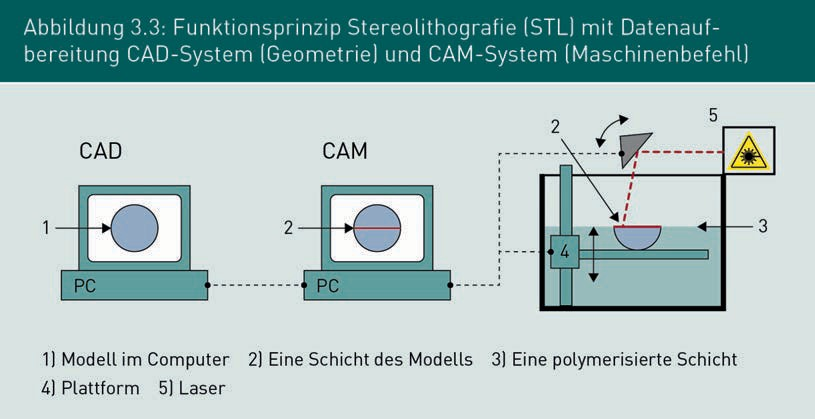 Abbildung 3.3: Funktionsprinzip Stereolithografie (STL) mit Datenauf-
bereitung CAD-System (Geometrie) und CAM-System (Maschinenbefehl)
CAD
CAM
2
5
1
2
3
4
PC
PC
1) Modell im Computer 2) Eine Schicht des Modells 3) Eine polymerisierte Schicht
4) Plattform 5) Laser